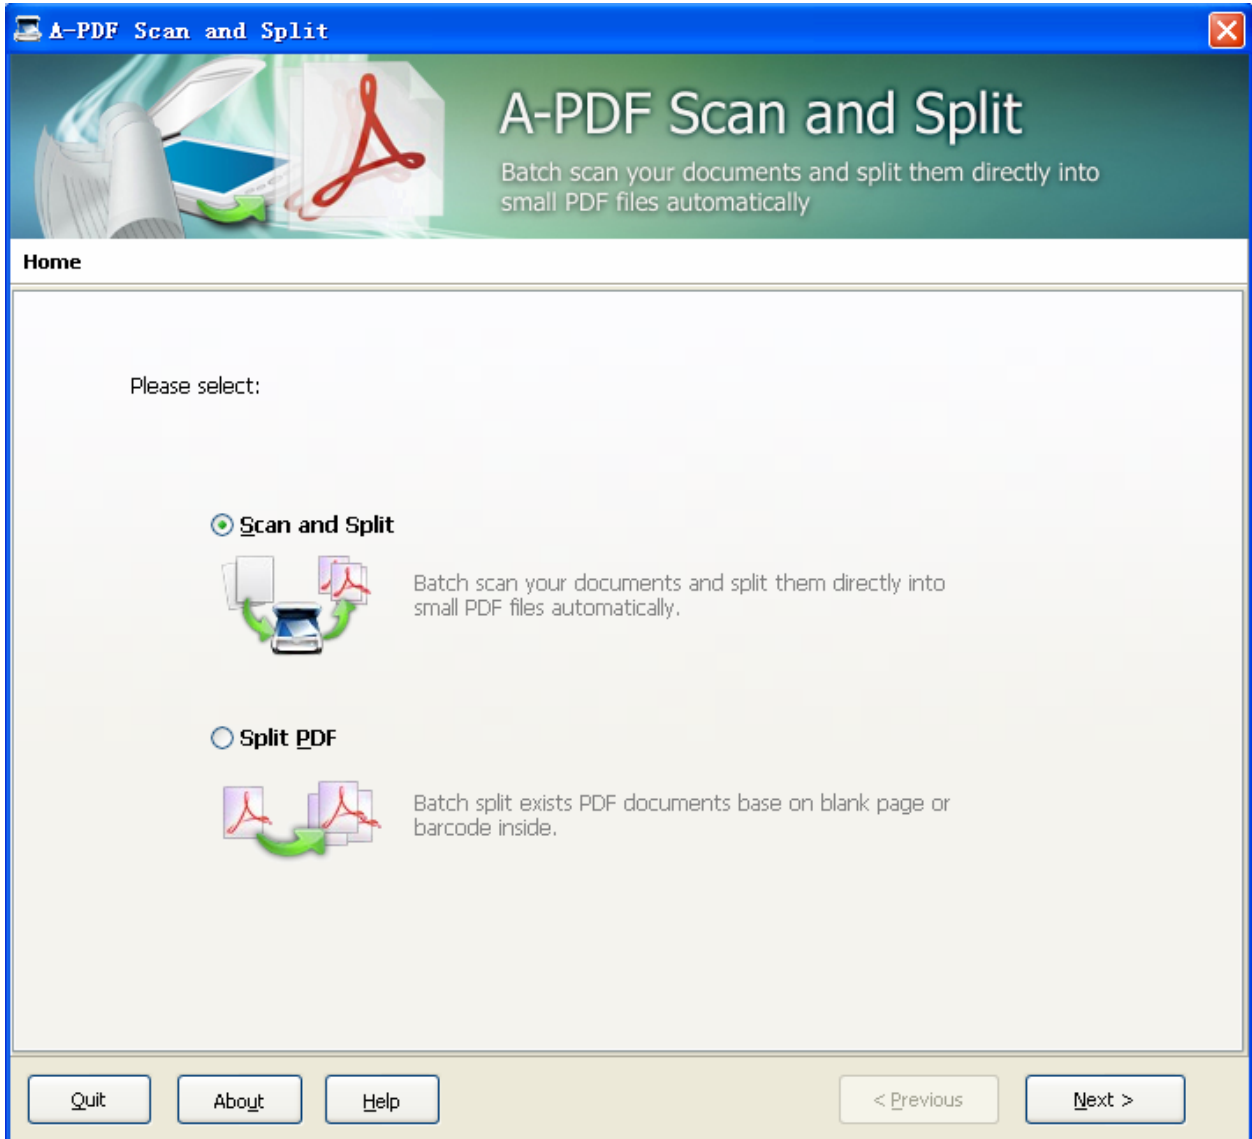 A-PDF Scan and Split
A-PDF Scan and Split
Batch scan your documents and split them directly into
small PDF files automatically
Home
Please select:
Scan and Split
Batch scan your documents and split them directly into
small PDF files automatically.
Split PDF
Batch split exists PDF documents base on blank page or
barcode inside.
Quit
About
Help
< Previous
Next >